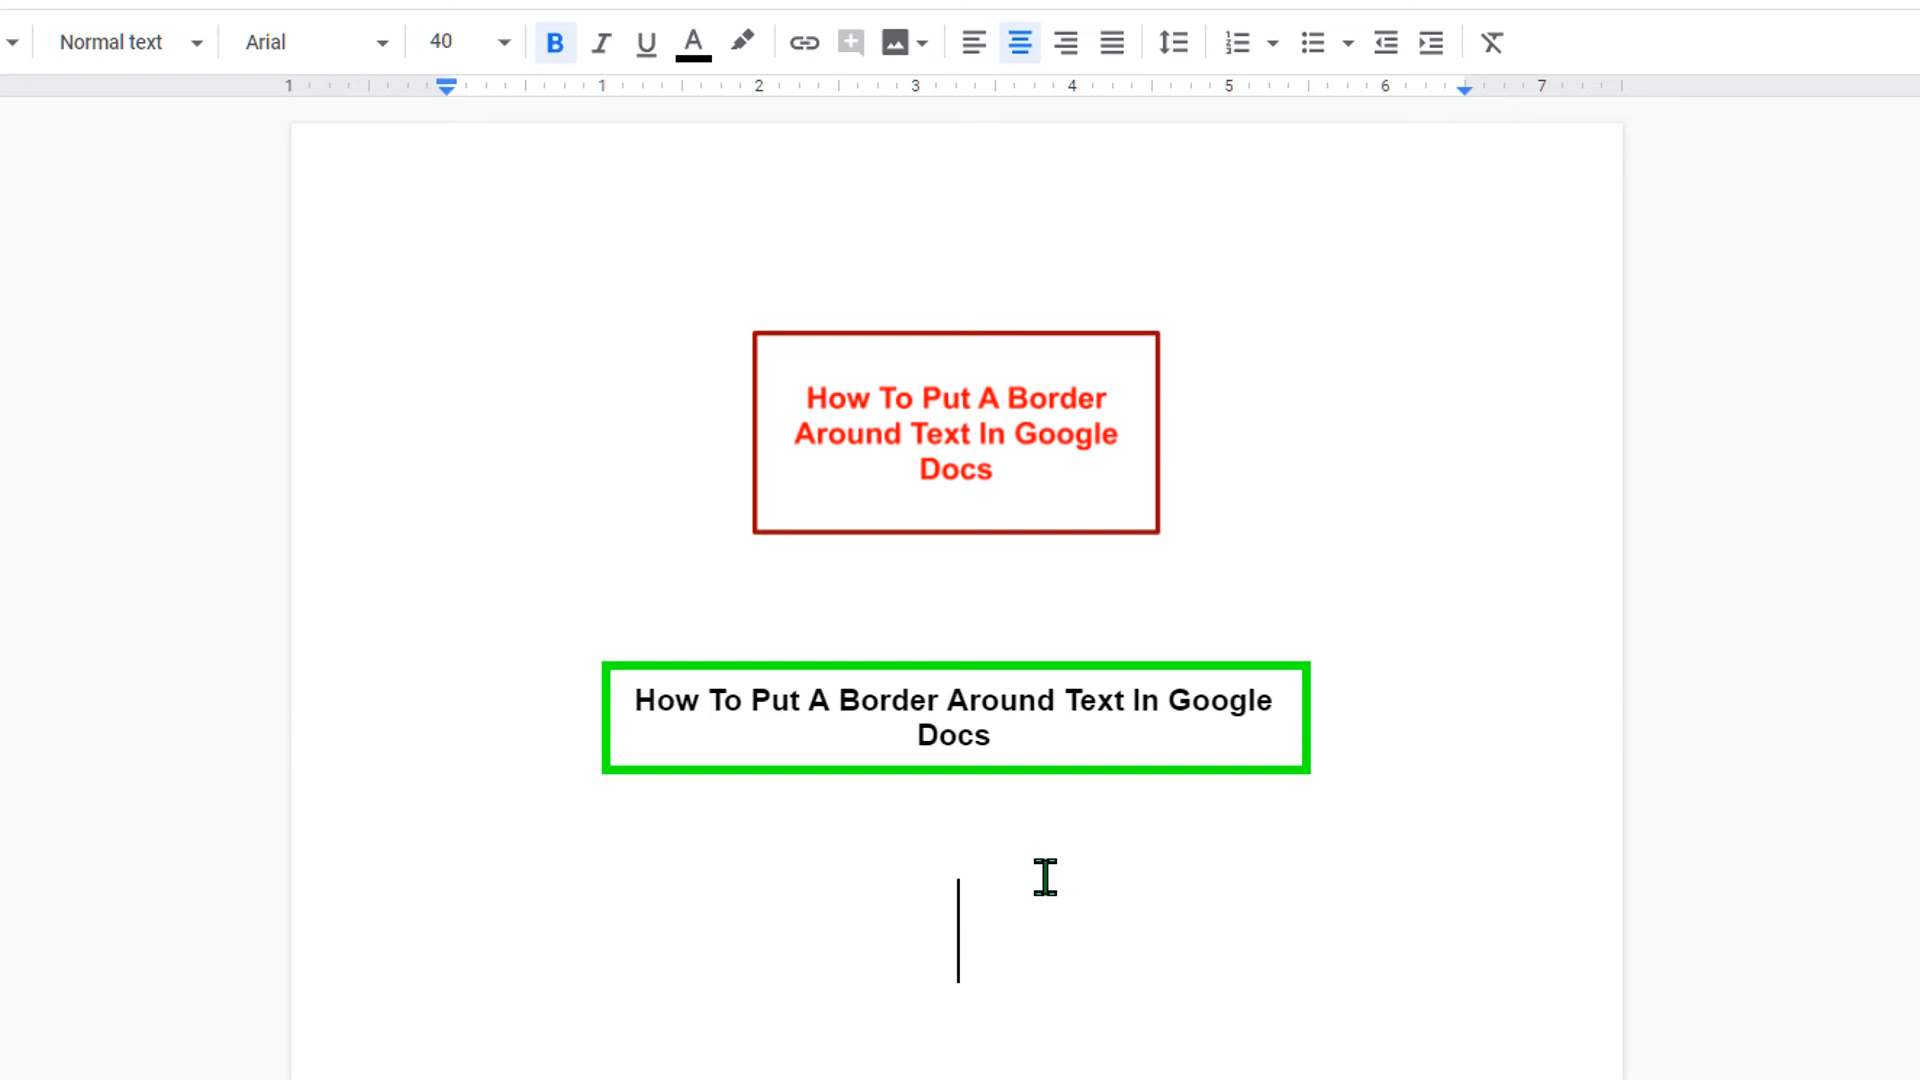 Normal text Arial 40 B I U A
1 1 2 3 4 5 6 7
How To Put A Border
Around Text In Google
Docs
How To Put A Border Around Text In Google
Docs